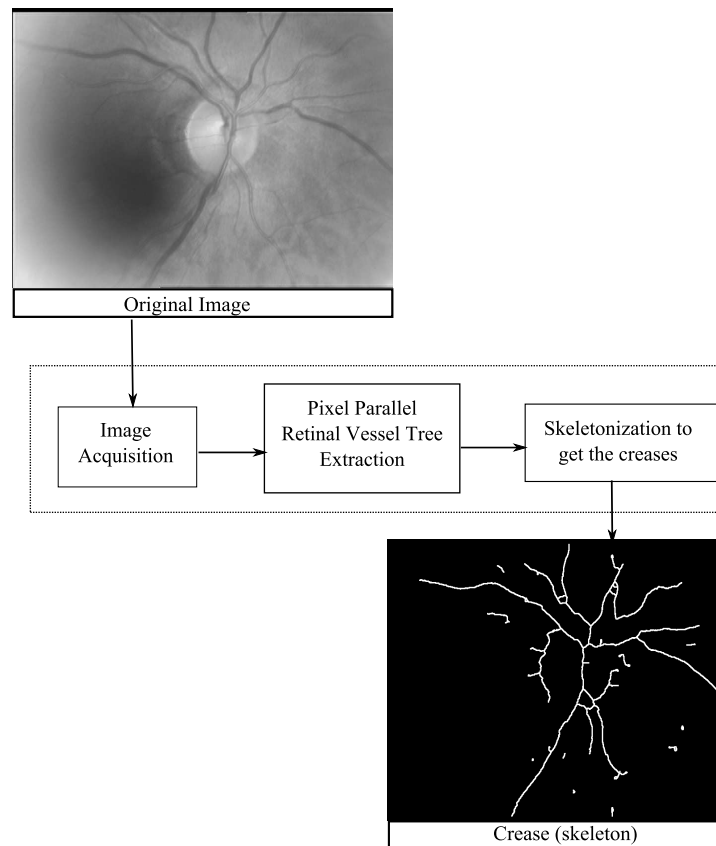 Original Image
Image
Acquisition
Pixel Parallel
Retinal Vessel Tree
Extraction
Skeletonization to
get the creases
Crease (skeleton)